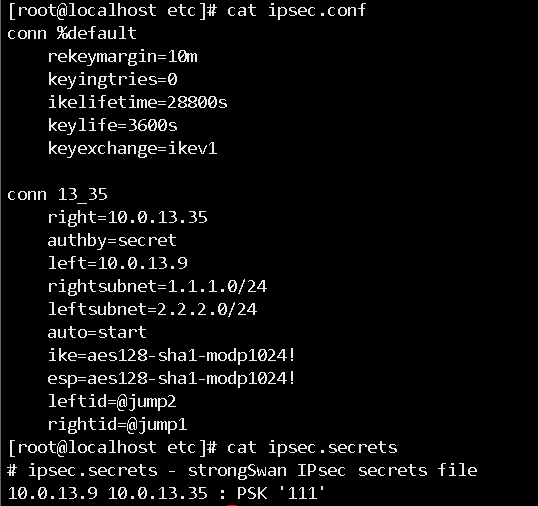 [root@localhost etc]# cat ipsec.conf
conn %default
    rekeymargin=10m
    keyingtries=0
    ikelifetime=28800s
    keylife=3600s
    keyexchange=ikev1

conn 13_35
    right=10.0.13.35
    authby=secret
    left=10.0.13.9
    rightsubnet=1.1.1.0/24
    leftsubnet=2.2.2.0/24
    auto=start
    ike=aes128-sha1-modp1024!
    esp=aes128-sha1-modp1024!
    leftid=@jump2
    rightid=@jump1
[root@localhost etc]# cat ipsec.secrets
# ipsec.secrets - strongSwan IPsec secrets file
10.0.13.9 10.0.13.35 : PSK '111'